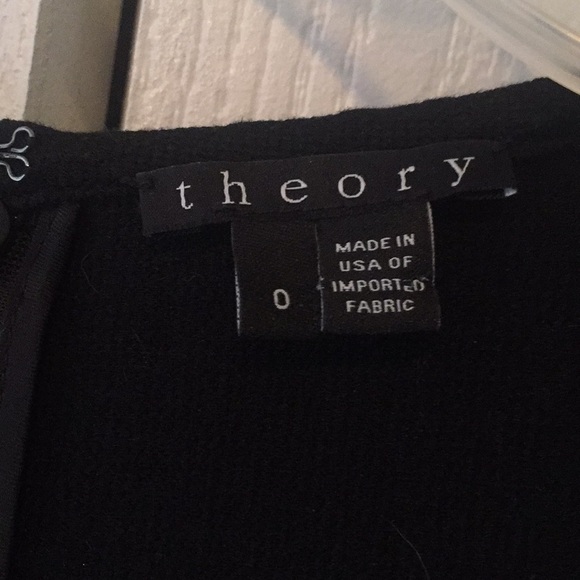 theory
0
MADE IN
USA OF
IMPORTED
FABRIC